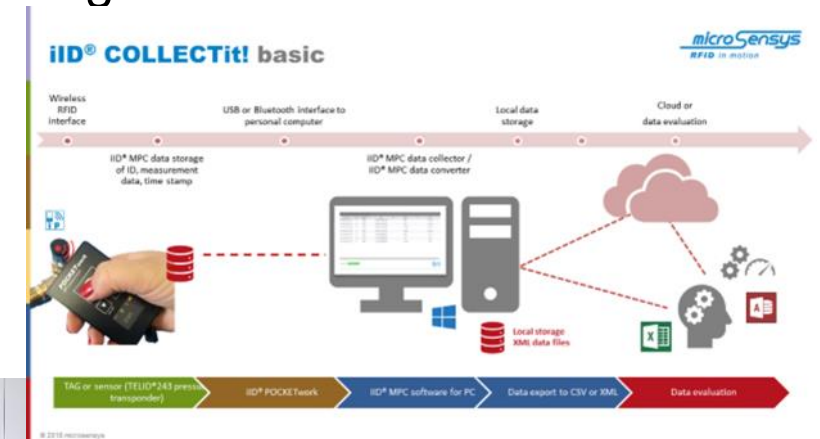 iID® COLLECTit! basic
microSensys
RFID in motion
Wireless
RFID
interface
USB or Bluetooth interface to
personal computer
Local data
storage
Cloud or
data evaluation
iID® MPC data storage
of ID, measurement
data, time stamp
iID® MPC data collector /
iID® MPC data converter
POCKETwork
Local storage
XML data files
TAG or sensor (TELID®243 pressure
transponder)
iID® POCKETwork
iID® MPC software for PC
Data export to CSV or XML
Data evaluation